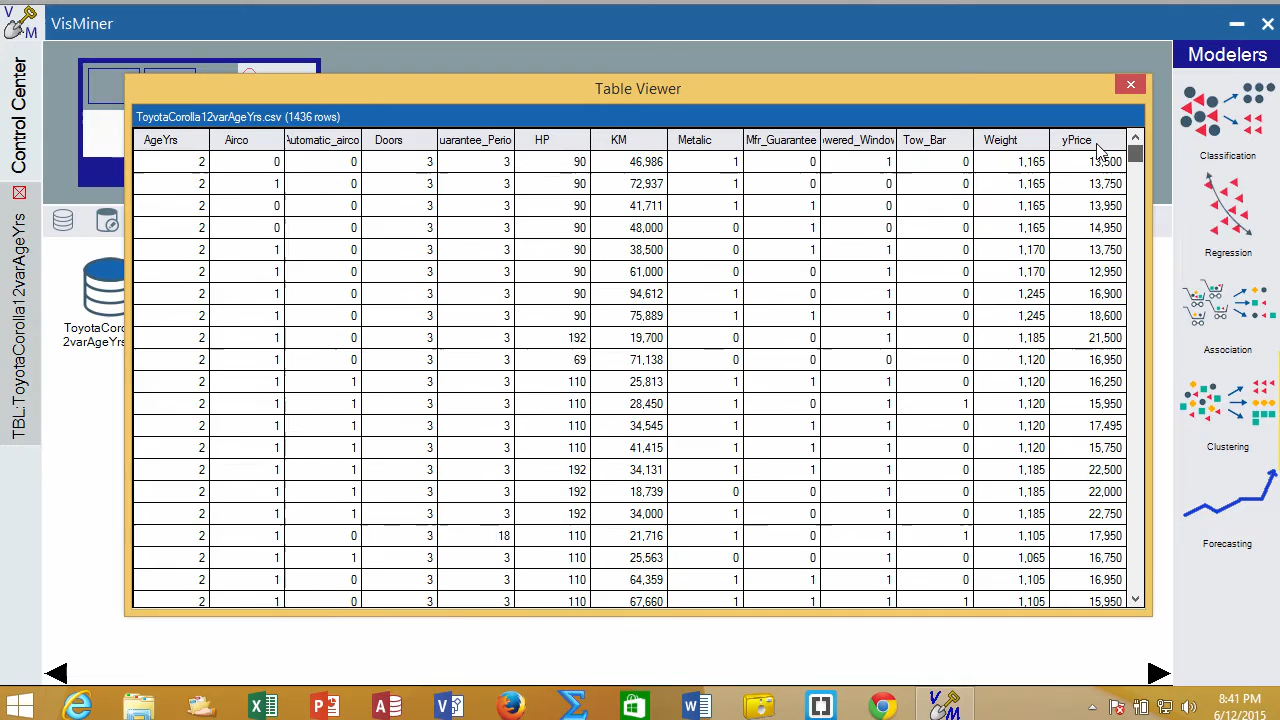 VM
VisMiner
Control Center
TBL:ToyotaCorolla12varAgeYrs
ToyotaCor
2varAgeYrs
Table Viewer
ToyotaCorolla12varAgeYrs.csv (1436 rows)
AgeYrs Airco Automatic_airco Doors uarantee_Perio HP KM Metalic Mfr_Guarantee owered_Window Tow_Bar Weight yPrice
2 0 0 3 3 90 46,986 1 0 1 0 1,165 13,500
2 1 0 3 3 90 72,937 1 0 0 0 1,165 13,750
2 0 0 3 3 90 41,711 1 1 0 0 1,165 13,950
2 0 0 3 3 90 48,000 0 1 0 0 1,165 14,950
2 1 0 3 3 90 38,500 0 1 1 0 1,170 13,750
2 1 0 3 3 90 61,000 0 0 1 0 1,170 12,950
2 1 0 3 3 90 94,612 1 0 1 0 1,245 16,900
2 1 0 3 3 90 75,889 1 0 1 0 1,245 18,600
2 1 0 3 3 192 19,700 0 0 1 0 1,185 21,500
2 1 0 3 3 69 71,138 0 0 0 0 1,120 16,950
2 1 1 3 3 110 25,813 1 1 1 0 1,120 16,250
2 1 1 3 3 110 28,450 1 0 1 1 1,120 15,950
2 1 1 3 3 110 34,545 1 1 1 0 1,120 17,495
2 1 1 3 3 110 41,415 1 1 1 0 1,120 15,750
2 1 1 3 3 192 34,131 1 0 1 0 1,185 22,500
2 1 1 3 3 192 18,739 0 0 1 0 1,185 22,000
2 1 1 3 3 192 34,000 1 0 1 0 1,185 22,750
2 1 0 3 18 110 21,716 1 0 1 1 1,105 17,950
2 1 1 3 3 110 25,563 0 0 1 0 1,065 16,750
2 1 0 3 3 110 64,359 1 1 1 0 1,105 16,950
2 1 0 3 3 110 67,660 1 0 1 1 1,105 15,950
Modelers
Classification
Regression
Association
Clustering
Forecasting
8:41 PM
6/12/2015